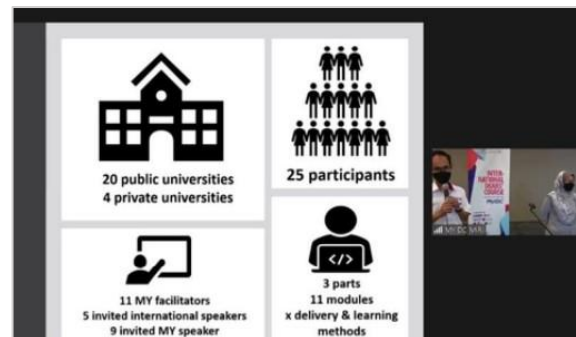 20 public universities
4 private universities
25 participants
11 MY facilitators
5 invited international speakers
9 invited MY speaker
3 parts
11 modules
x delivery & learning
methods